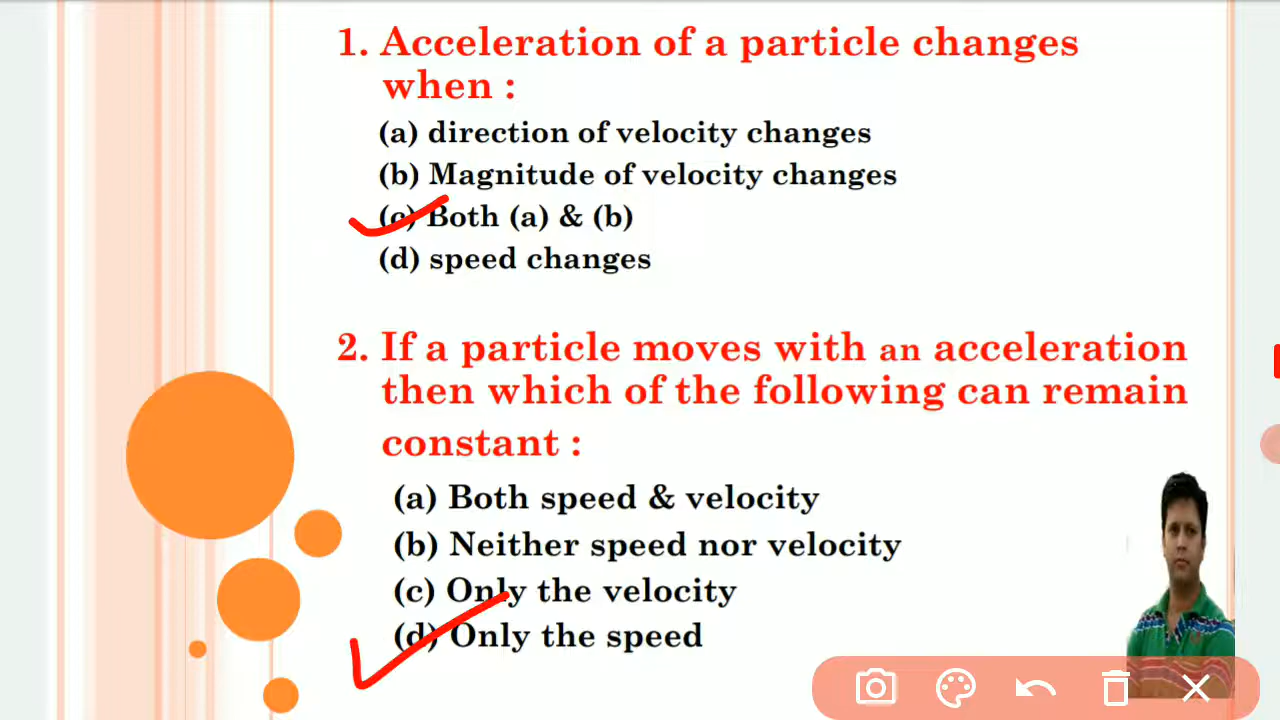 1. Acceleration of a particle changes
when :
(a) direction of velocity changes
(b) Magnitude of velocity changes
(c) Both (a) & (b)
(d) speed changes
2. If a particle moves with an acceleration
then which of the following can remain
constant :
(a) Both speed & velocity
(b) Neither speed nor velocity
(c) Only the velocity
(d) Only the speed